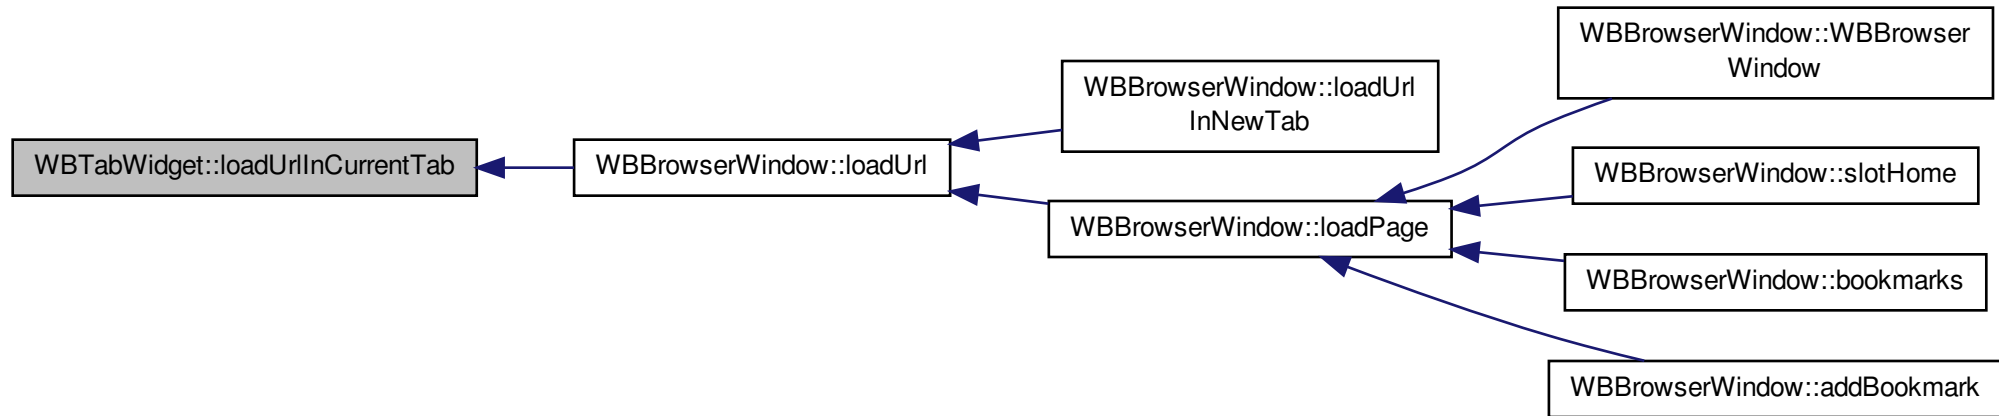 WBTabWidget::loadUrlInCurrentTab
WBBrowserWindow::loadUrl
WBBrowserWindow::loadUrl
InNewTab
WBBrowserWindow::loadPage
WBBrowserWindow::WBBrowser
Window
WBBrowserWindow::slotHome
WBBrowserWindow::bookmarks
WBBrowserWindow::addBookmark